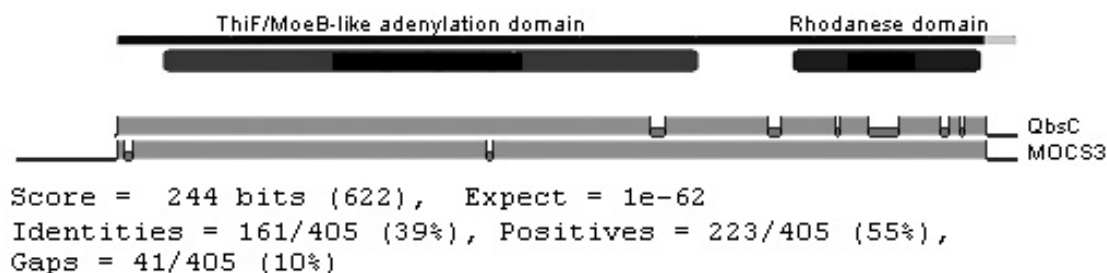 ThiF/MoeB-like adenylation domain Rhodanese domain
QbsC
MOCS3
Score = 244 bits (622), Expect = 1e-62
Identities = 161/405 (39%), Positives = 223/405 (55%),
Gaps = 41/405 (10%)